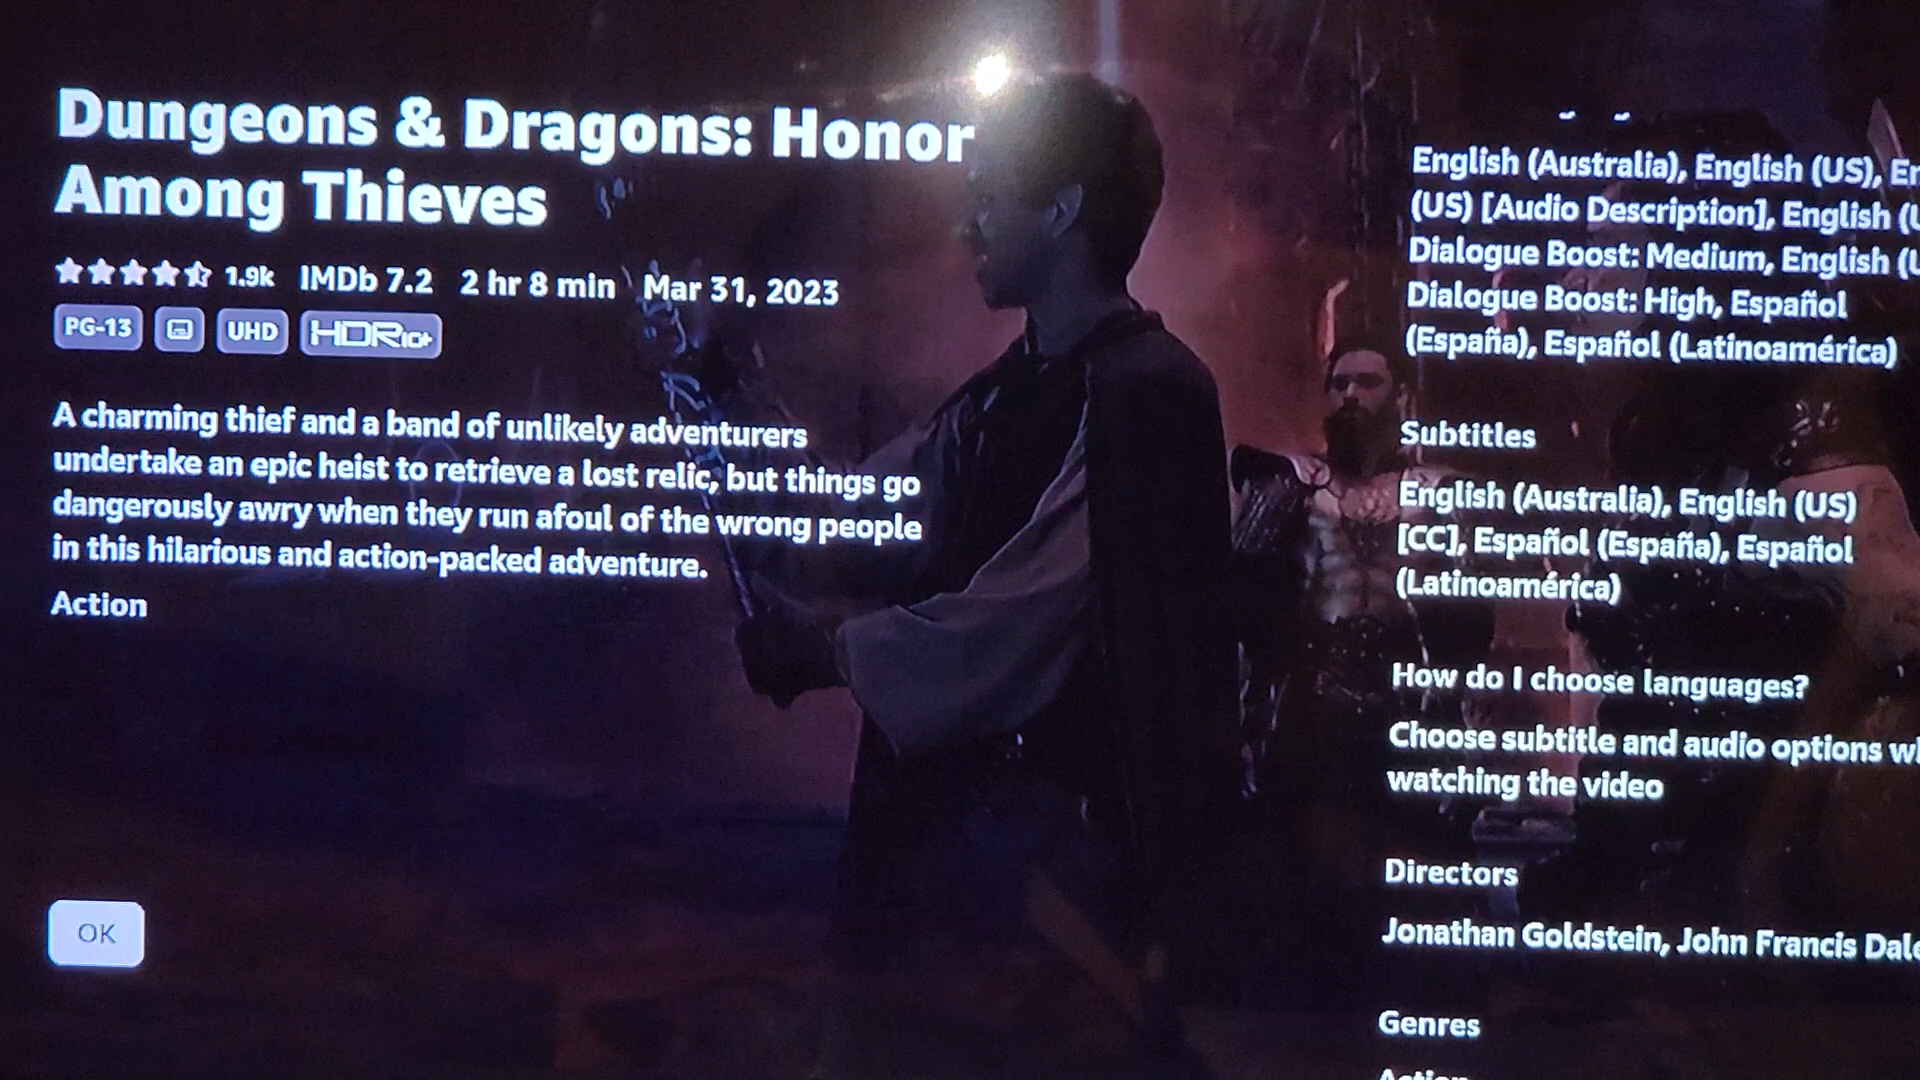 Dungeons & Dragons: Honor
Among Thieves
1.9k IMDb 7.2 2 hr 8 min Mar 31, 2023
PG-13 UHD HDR10+
A charming thief and a band of unlikely adventurers
undertake an epic heist to retrieve a lost relic, but things go
dangerously awry when they run afoul of the wrong people
in this hilarious and action-packed adventure.
Action
OK
English (Australia), English (US),
(US) [Audio Description], English
Dialogue Boost: Medium, English
Dialogue Boost: High, Español
(España), Español (Latinoamérica)
Subtitles
English (Australia), English (US)
[CC], Español (España), Español
(Latinoamérica)
How do I choose languages?
Choose subtitle and audio options
watching the video
Directors
Jonathan Goldstein, John Francis
Genres